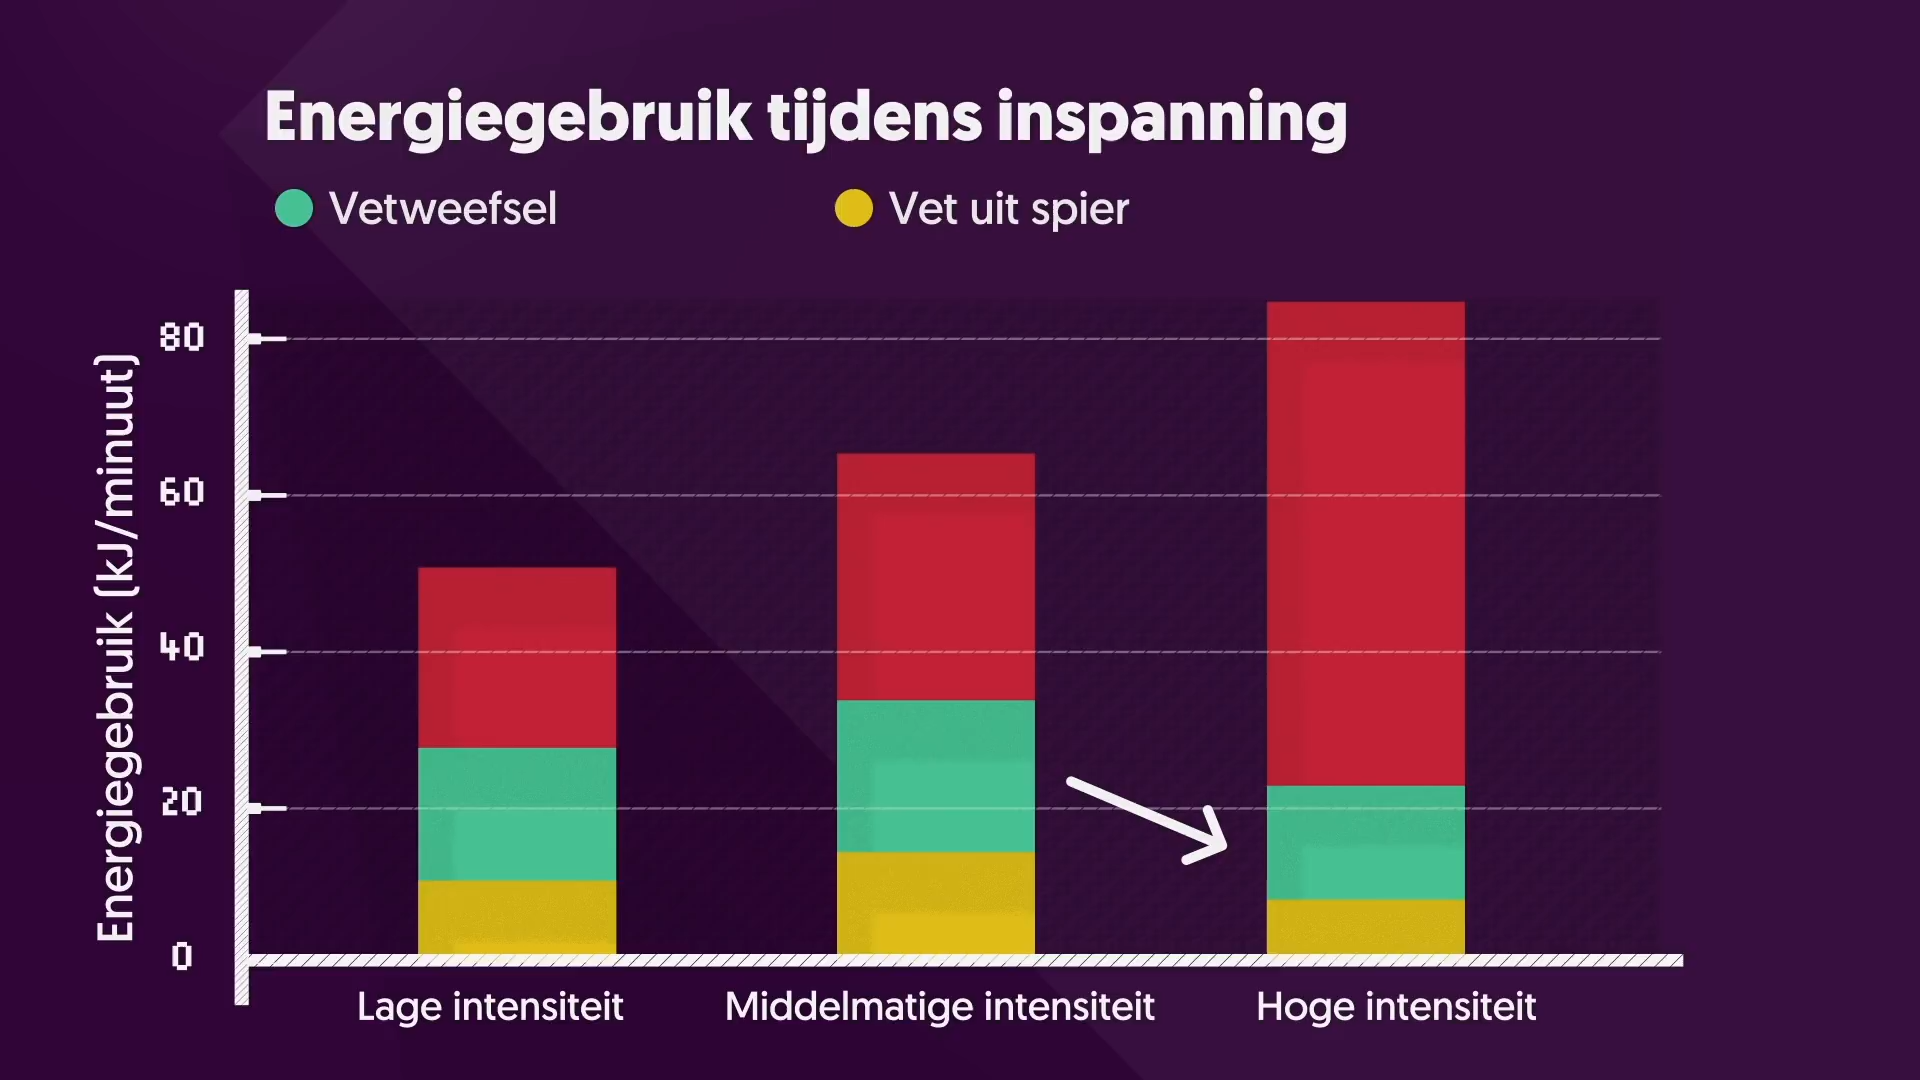 Energiegebruik tijdens inspanning
Vetweefsel
Vet uit spier
Energiegebruik (kJ/minuut)
80
60
40
20
0
Lage intensiteit
Middelmatige intensiteit
Hoge intensiteit